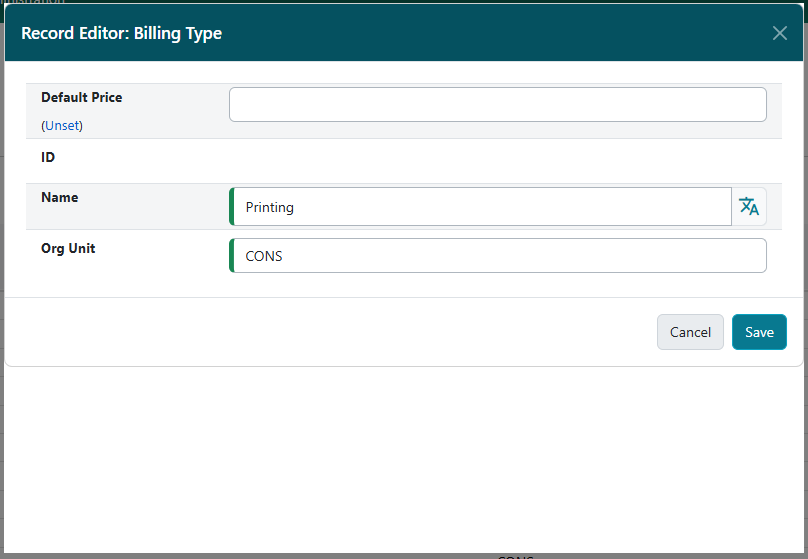 Record Editor: Billing Type
Default Price
(Unset)
ID
Name
Printing
Org Unit
CONS
Cancel
Save